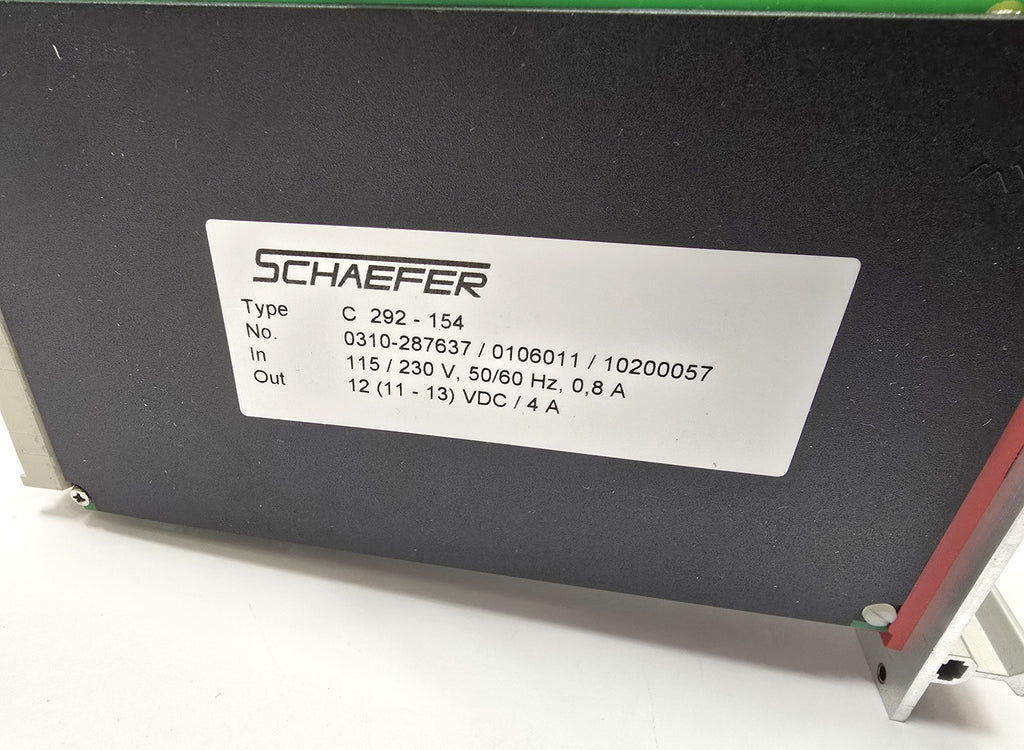 SCHAEFER
Type C 292 - 154
No. 0310-287637 / 0106011 / 10200057
In 115 / 230 V, 50/60 Hz, 0,8 A
Out 12 (11 - 13) VDC / 4 A